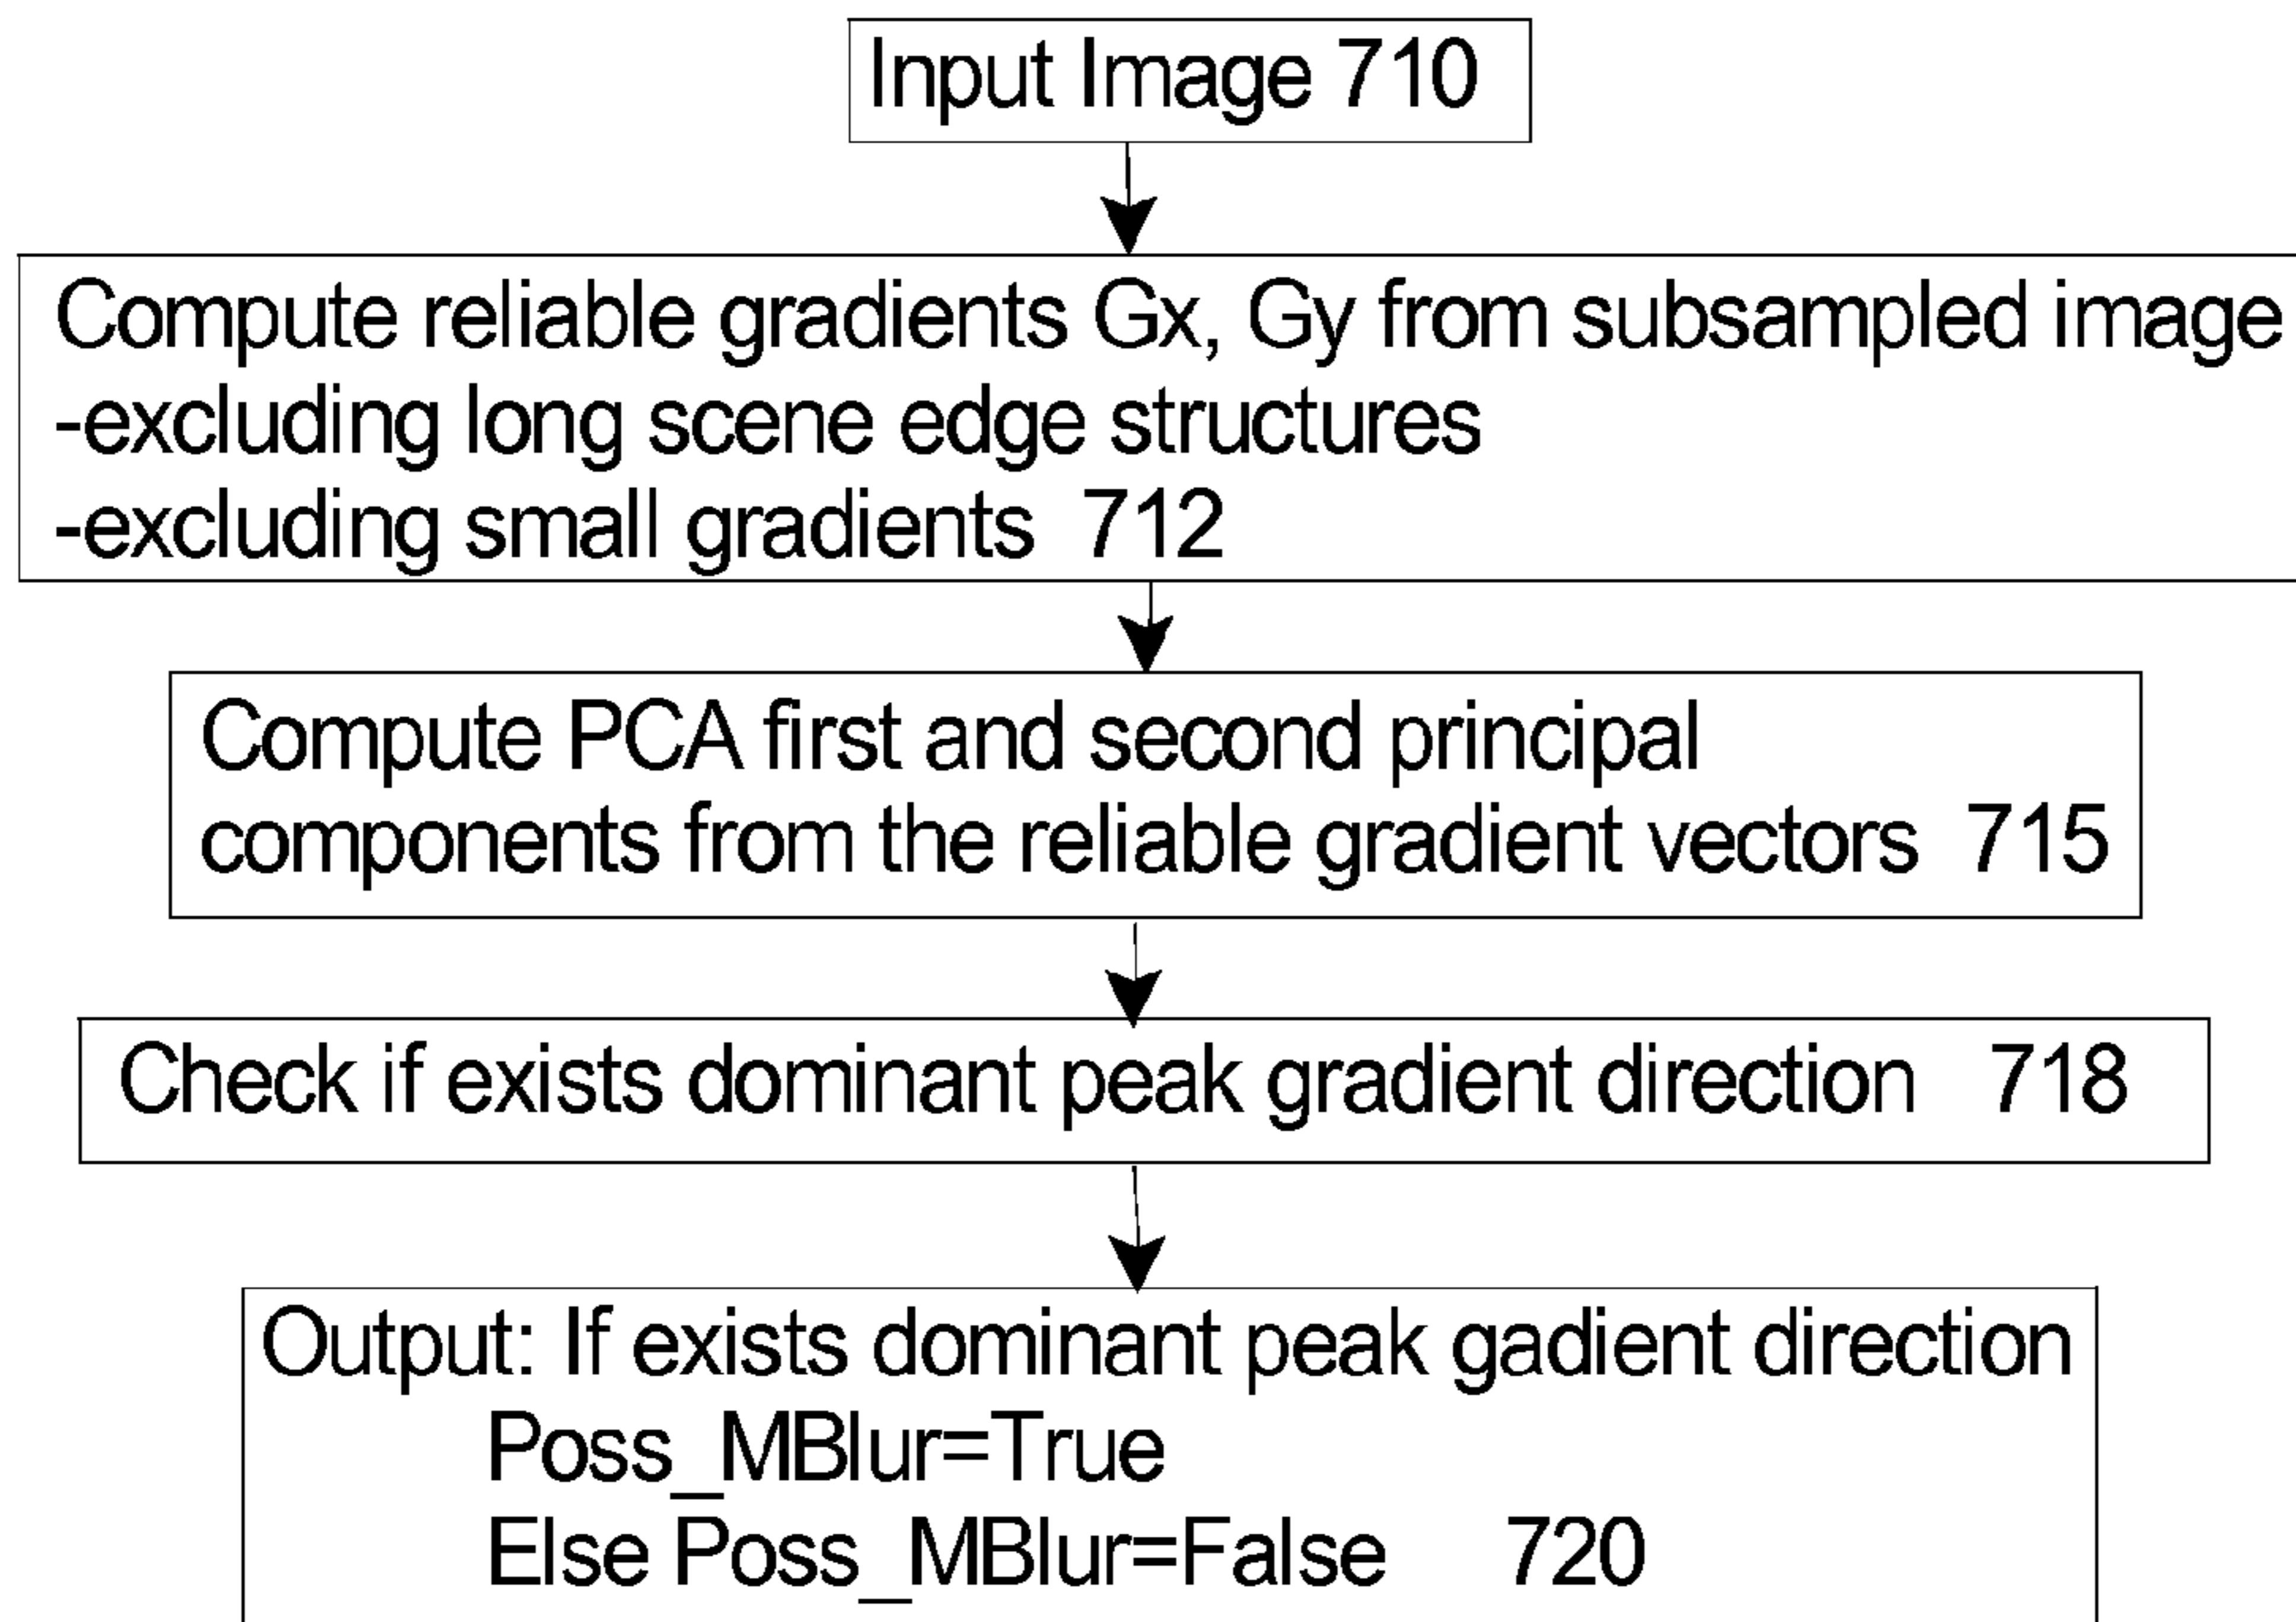 Input Image 710
Compute reliable gradients Gx, Gy from subsampled image
-excluding long scene edge structures
-excluding small gradients 712
Compute PCA first and second principal
components from the reliable gradient vectors 715
Check if exists dominant peak gradient direction 718
Output: If exists dominant peak gadient direction
Poss_MBlur=True
Else Poss_MBlur=False 720